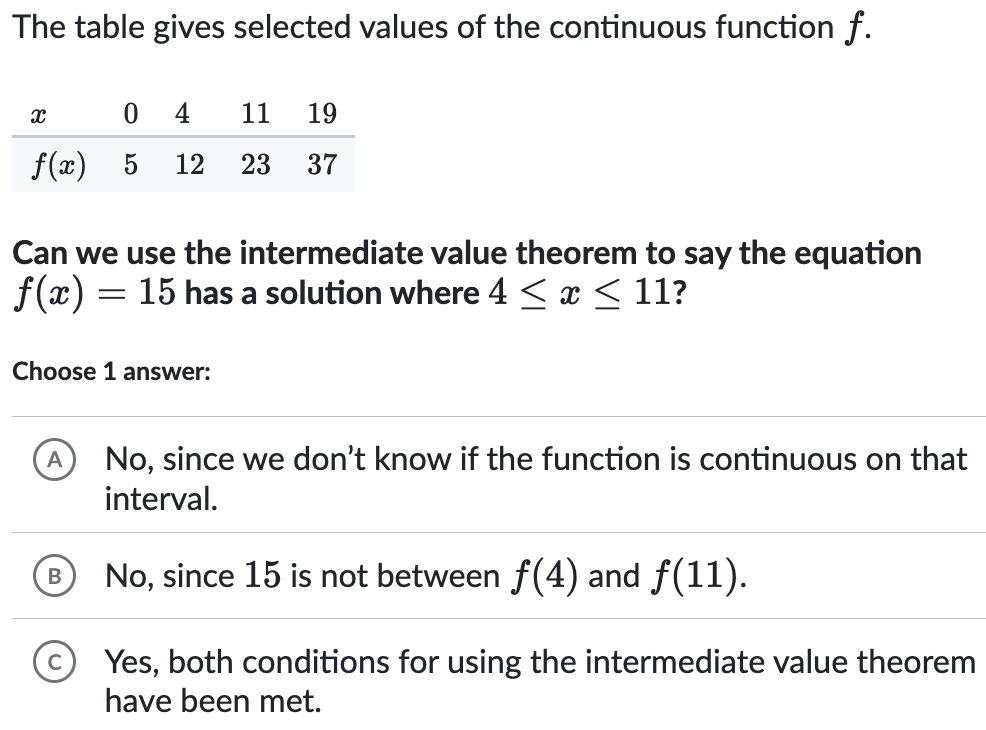 The table gives selected values of the continuous function f.
x 0 4 11 19
f(x) 5 12 23 37
Can we use the intermediate value theorem to say the equation
f(x) = 15 has a solution where 4 ≤ x ≤ 11?
Choose 1 answer:
A No, since we don’t know if the function is continuous on that
interval.
B No, since 15 is not between f(4) and f(11).
C Yes, both conditions for using the intermediate value theorem
have been met.